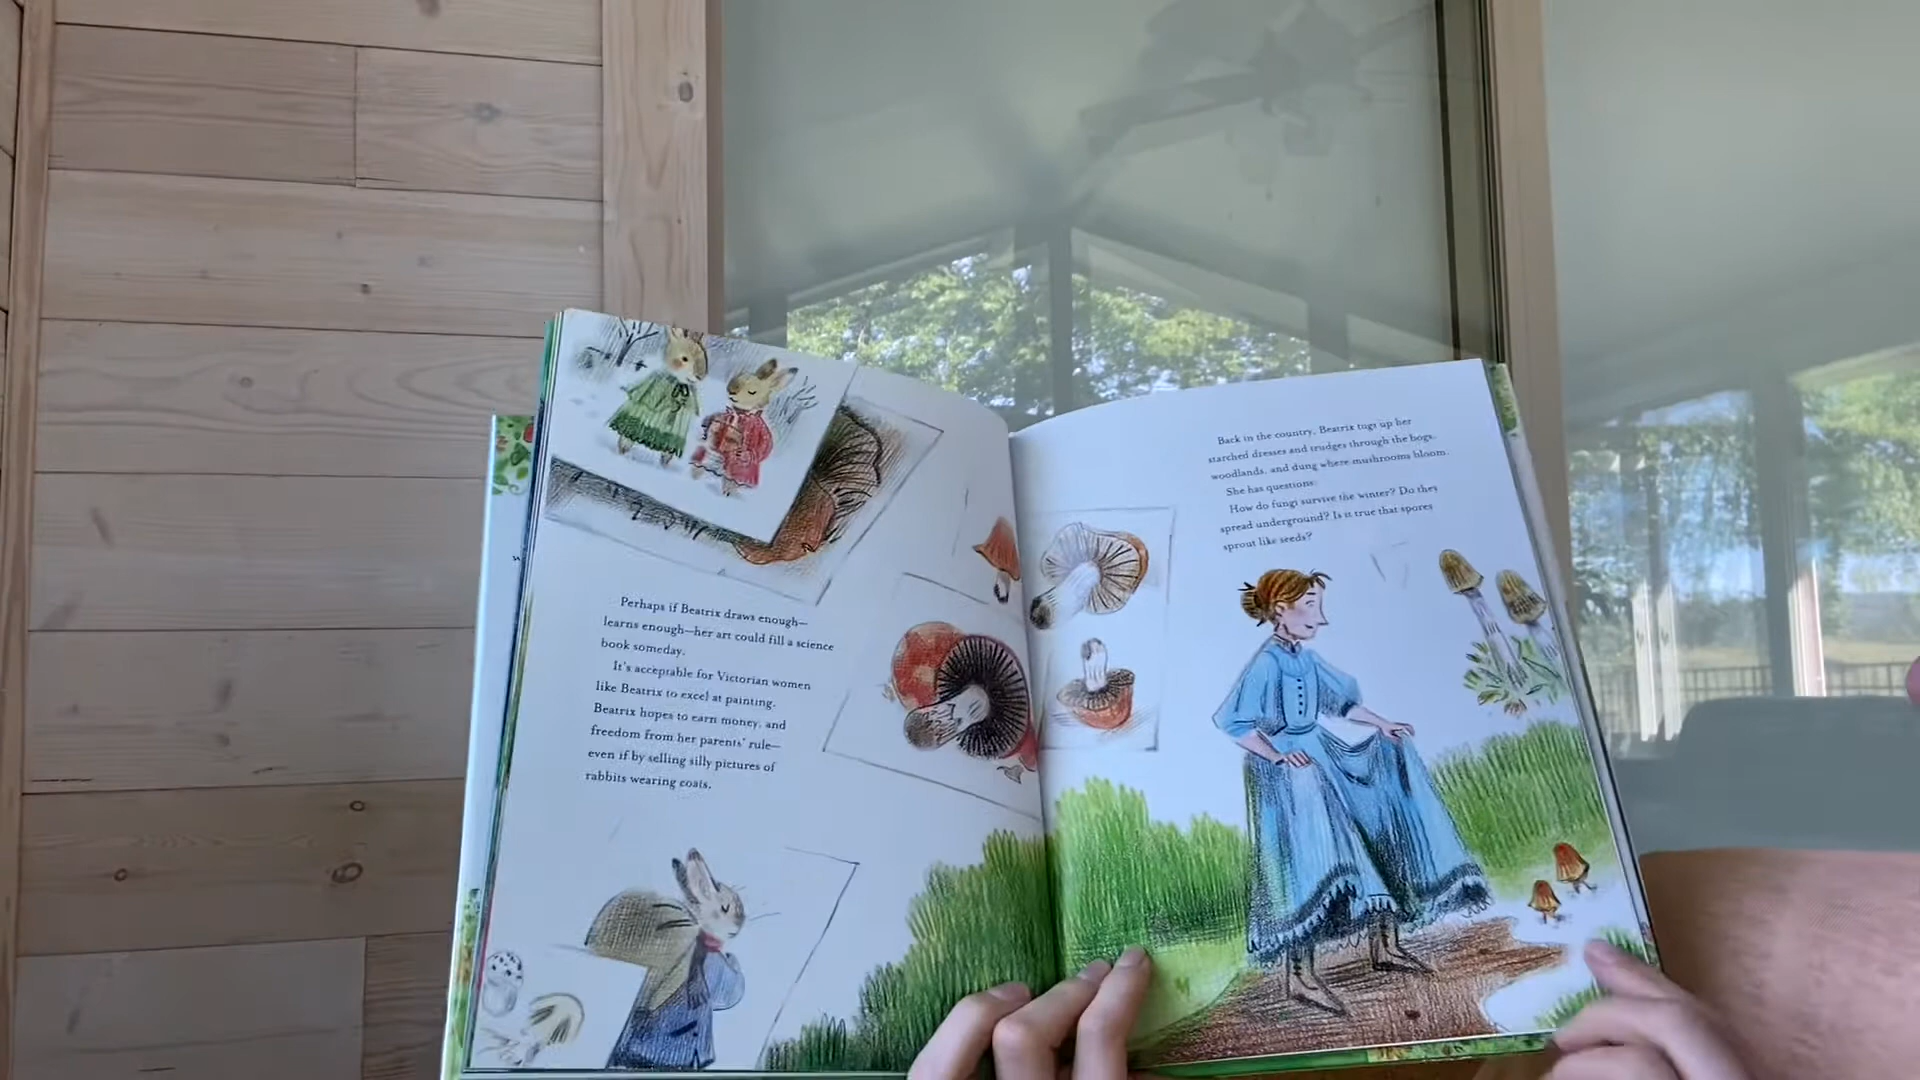 Perhaps if Beatrix draws enough—
learns enough—her art could fill a science
book someday.
It's acceptable for Victorian women
like Beatrix to excel at painting.
Beatrix hopes to earn money, and
freedom from her parents' rule—
even if by selling silly pictures of
rabbits wearing coats.
Back in the country, Beatrix tugs up her
starched dresses and trudges through the bogs,
woodlands, and dung where mushrooms bloom.
She has questions:
How do fungi survive the winter? Do they
spread underground? Is it true that spores
sprout like seeds?